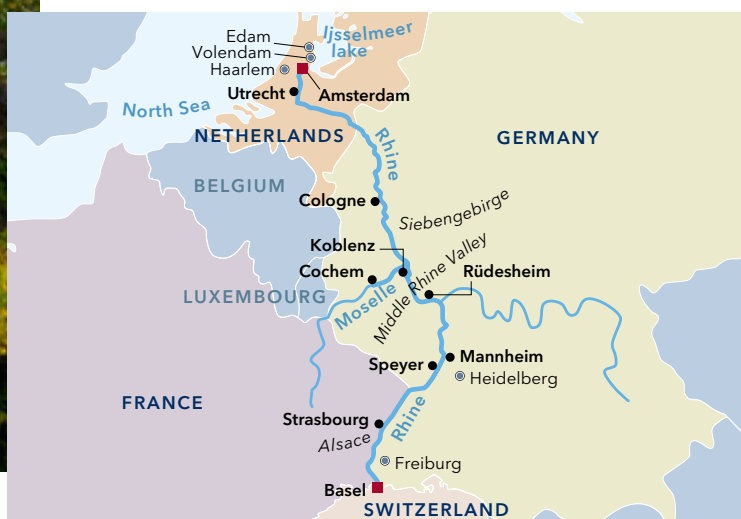 Edam
Ijsselmeer
lake
Volendam
Haarlem
Utrecht
Amsterdam
North Sea
NETHERLANDS
GERMANY
Rhine
BELGIUM
Cologne
Siebengebirge
Koblenz
Middle Rhine Valley
Cochem
Rüdesheim
LUXEMBOURG
Moselle
Mannheim
Speyer
Heidelberg
FRANCE
Rhine
Strasbourg
Alsace
Freiburg
Basel
SWITZERLAND